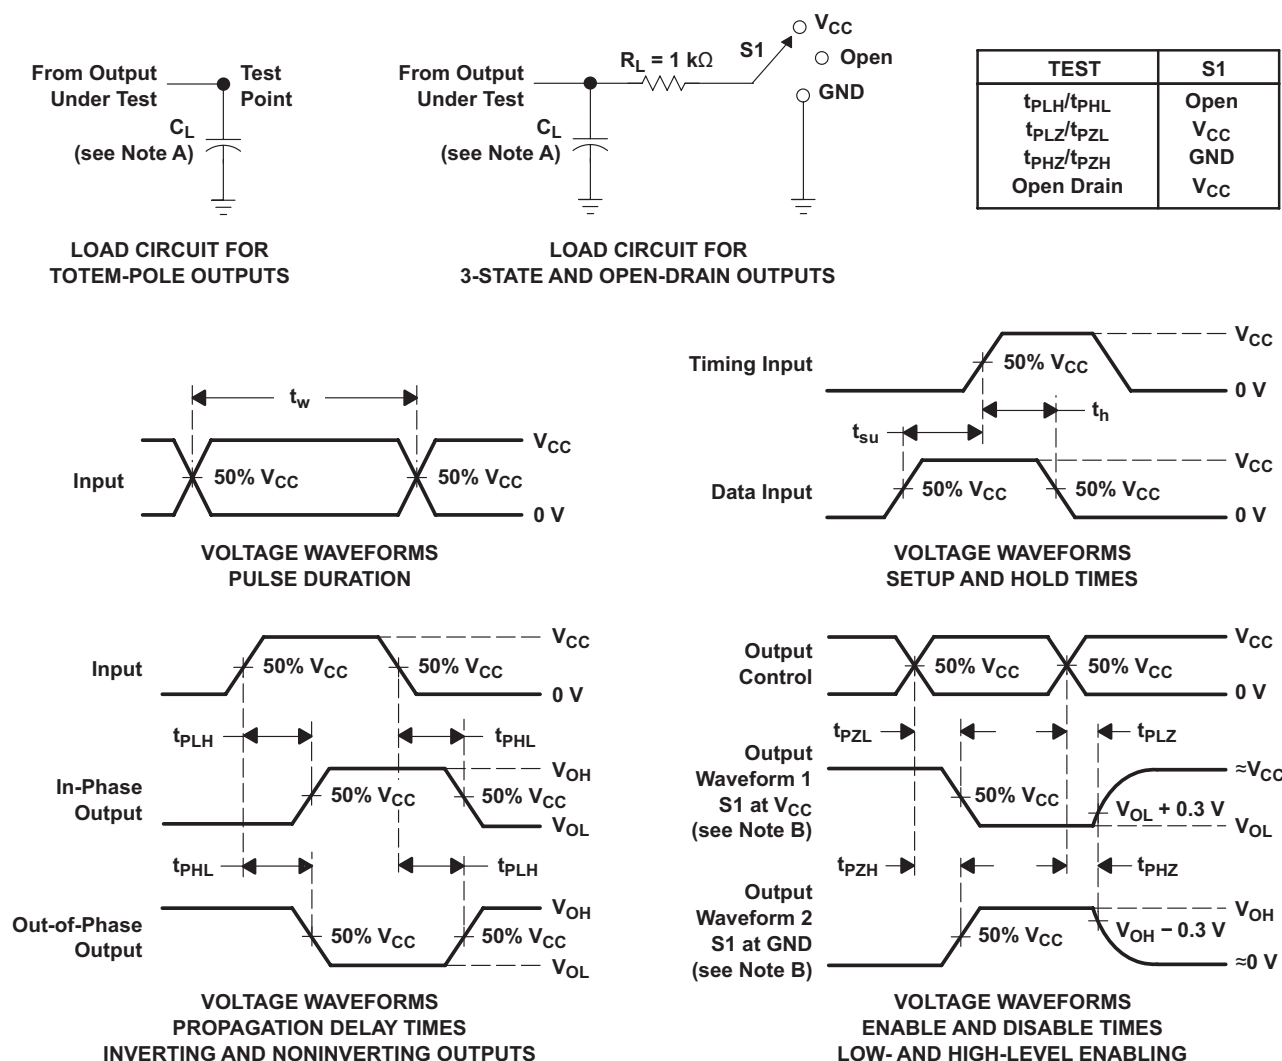 From Output
Under Test
Test
Point
CL
(see Note A)
LOAD CIRCUIT FOR
TOTEM-POLE OUTPUTS
From Output
Under Test
RL = 1 kΩ
S1
VCC
Open
GND
CL
(see Note A)
LOAD CIRCUIT FOR
3-STATE AND OPEN-DRAIN OUTPUTS
TEST S1
tPLH/tPHL Open
tPLZ/tPZL VCC
tPHZ/tPZH GND
Open Drain VCC
tw
Input
50% VCC
50% VCC
VCC
0 V
VOLTAGE WAVEFORMS
PULSE DURATION
Timing Input
50% VCC
VCC
0 V
tsu
th
Data Input
50% VCC
50% VCC
VCC
0 V
VOLTAGE WAVEFORMS
SETUP AND HOLD TIMES
Input
50% VCC
50% VCC
VCC
0 V
tPLH
tPHL
In-Phase
Output
50% VCC
50% VCC
VOH
VOL
tPHL
tPLH
Out-of-Phase
Output
50% VCC
50% VCC
VOH
VOL
VOLTAGE WAVEFORMS
PROPAGATION DELAY TIMES
INVERTING AND NONINVERTING OUTPUTS
Output
Control
50% VCC
50% VCC
VCC
0 V
tPZL
tPLZ
Output
Waveform 1
S1 at VCC
(see Note B)
50% VCC
VOL + 0.3 V
≈VCC
VOL
tPZH
tPHZ
Output
Waveform 2
S1 at GND
(see Note B)
50% VCC
VOH − 0.3 V
VOH
≈0 V
VOLTAGE WAVEFORMS
ENABLE AND DISABLE TIMES
LOW- AND HIGH-LEVEL ENABLING